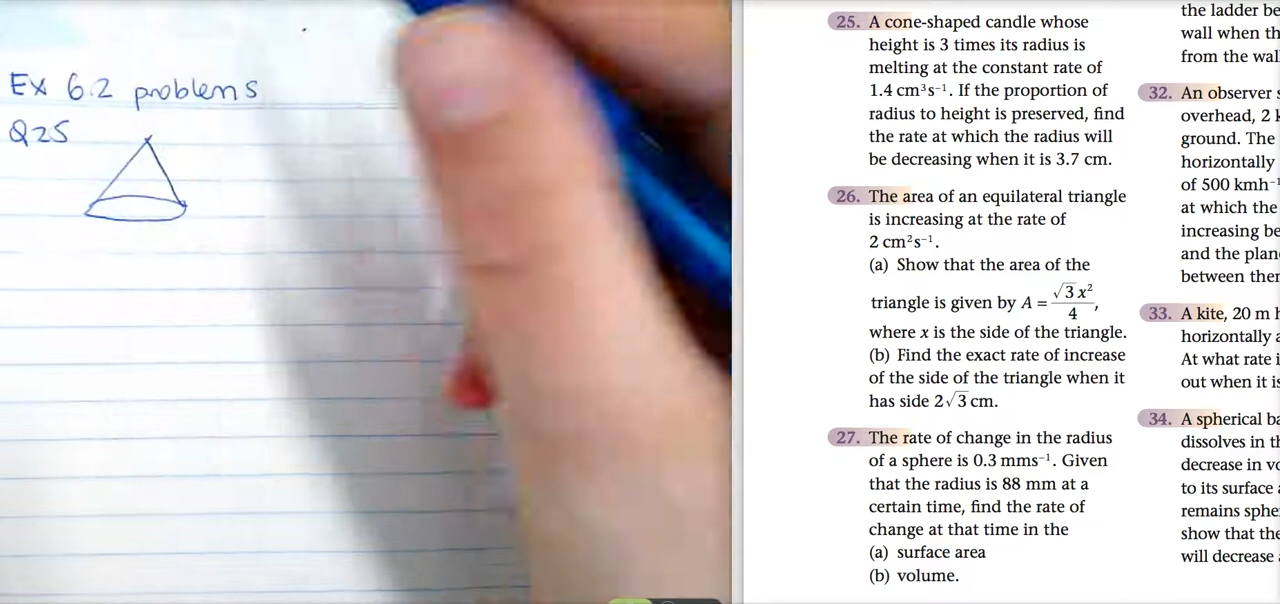 Ex 6.2 problems
Q25
25. A cone-shaped candle whose
height is 3 times its radius is
melting at the constant rate of
1.4 cm³s⁻¹. If the proportion of
radius to height is preserved, find
the rate at which the radius will
be decreasing when it is 3.7 cm.
26. The area of an equilateral triangle
is increasing at the rate of
2 cm²s⁻¹.
(a) Show that the area of the
triangle is given by A = √3 x²/4,
where x is the side of the triangle.
(b) Find the exact rate of increase
of the side of the triangle when it
has side 2√3 cm.
27. The rate of change in the radius
of a sphere is 0.3 mms⁻¹. Given
that the radius is 88 mm at a
certain time, find the rate of
change at that time in the
(a) surface area
(b) volume.
the ladder be
wall when th
from the wal
32. An observer s
overhead, 2 k
ground. The
horizontally
of 500 kmh⁻¹
at which the
increasing be
and the plan
between then
33. A kite, 20 m h
horizontally a
At what rate i
out when it is
34. A spherical ba
dissolves in th
decrease in vo
to its surface a
remains sphe
show that the
will decrease a